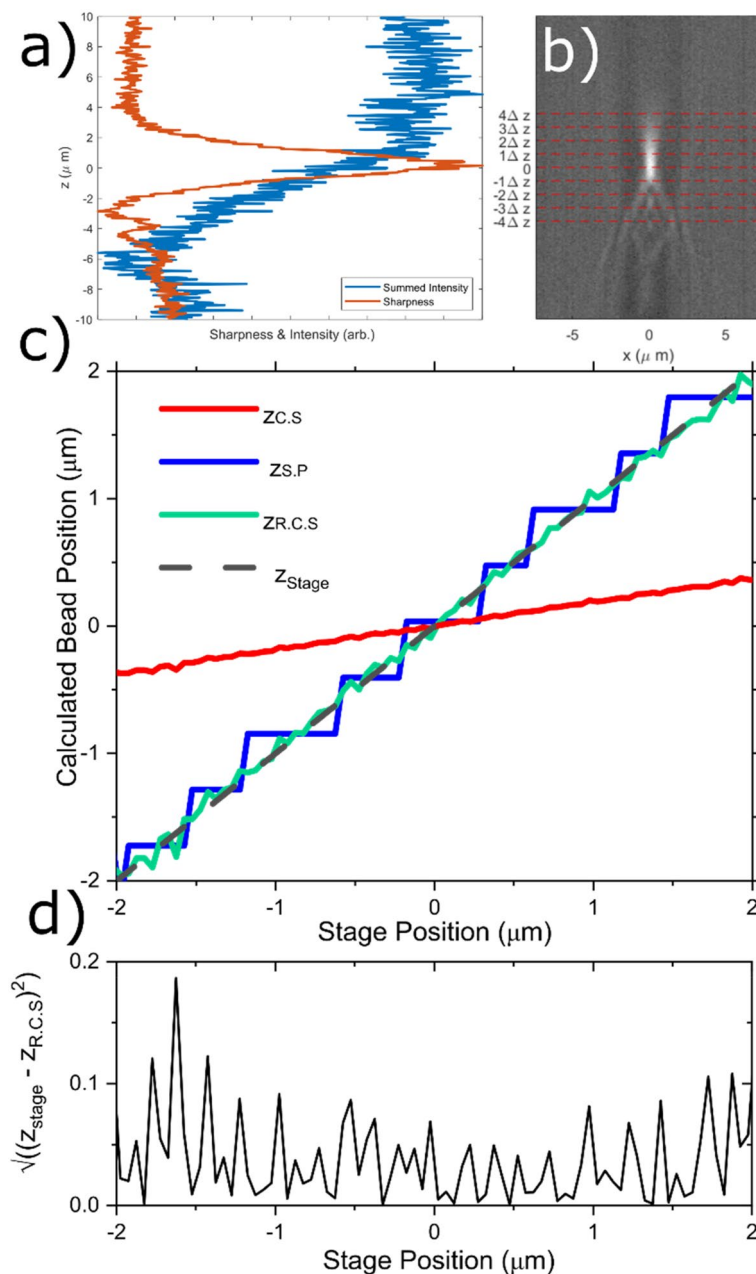 a)
10
8
6
4
2
0
-2
-4
-6
-8
-10
z (μ m)
Summed Intensity
Sharpness
Sharpness & Intensity (arb.)
b)
4Δ z
3Δ z
2Δ z
1Δ z
0
-1Δ z
-2Δ z
-3Δ z
-4Δ z
-5 0 5
x (μ m)
c)
2
1
0
-1
-2
Calculated Bead Position (μm)
zC.S
zS.P
zR.C.S
zStage
-2 -1 0 1 2
Stage Position (μm)
d)
0.2
0.1
0.0
√((zstage - zR.C.S)²)
-2 -1 0 1 2
Stage Position (μm)